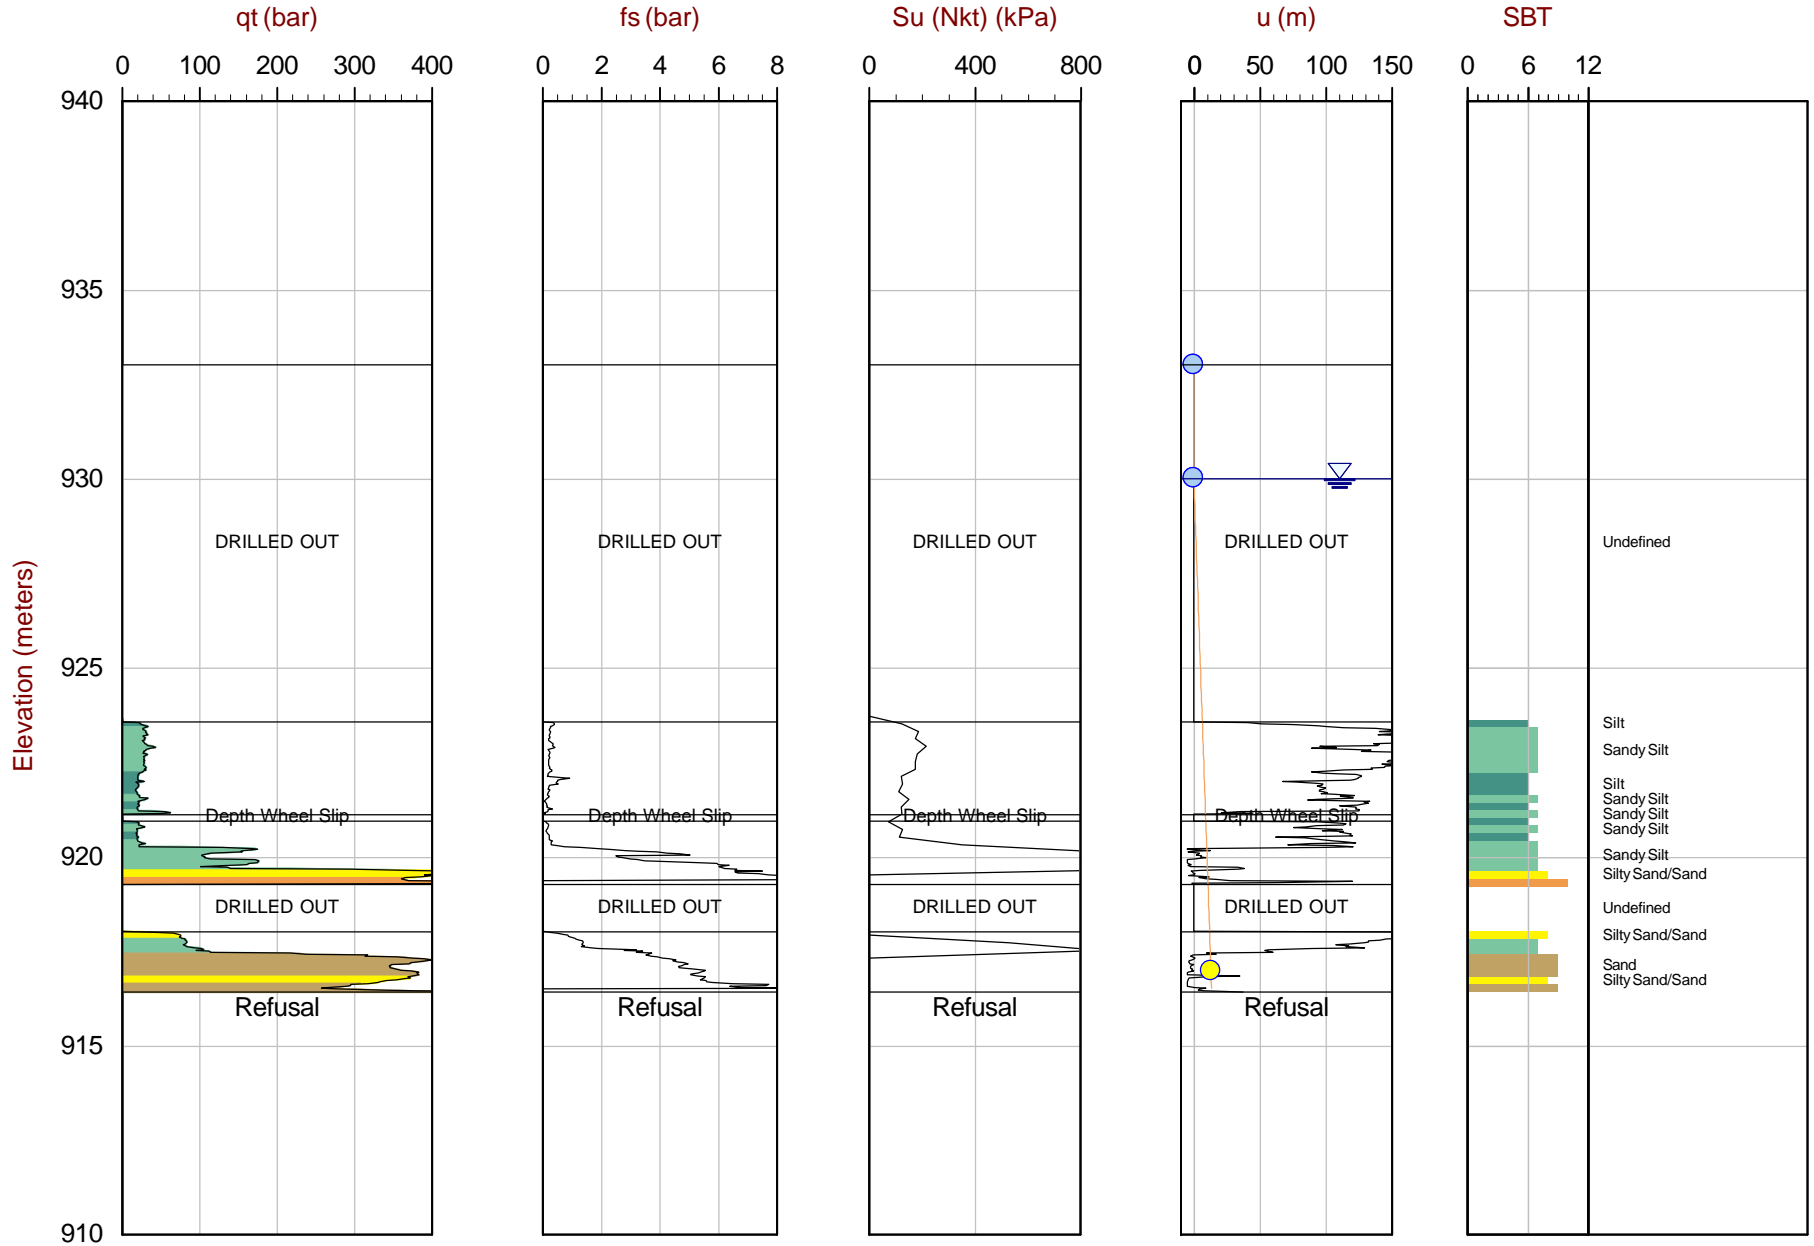 qt (bar) fs (bar) Su (Nkt) (kPa) u (m) SBT
0 100 200 300 400 0 2 4 6 8 0 400 800 0 50 100 150 0 6 12
940
935
930
DRILLED OUT DRILLED OUT DRILLED OUT DRILLED OUT Undefined
Elevation (meters)
925
Silt
Sandy Silt
Silt
Sandy Silt
Depth Wheel Slip Depth Wheel Slip Depth Wheel Slip Depth Wheel Slip Sandy Silt
Sandy Silt
920 Sandy Silt
Silty Sand/Sand
DRILLED OUT DRILLED OUT DRILLED OUT DRILLED OUT Undefined
Silty Sand/Sand
Sand
Silty Sand/Sand
Refusal Refusal Refusal Refusal
915
910